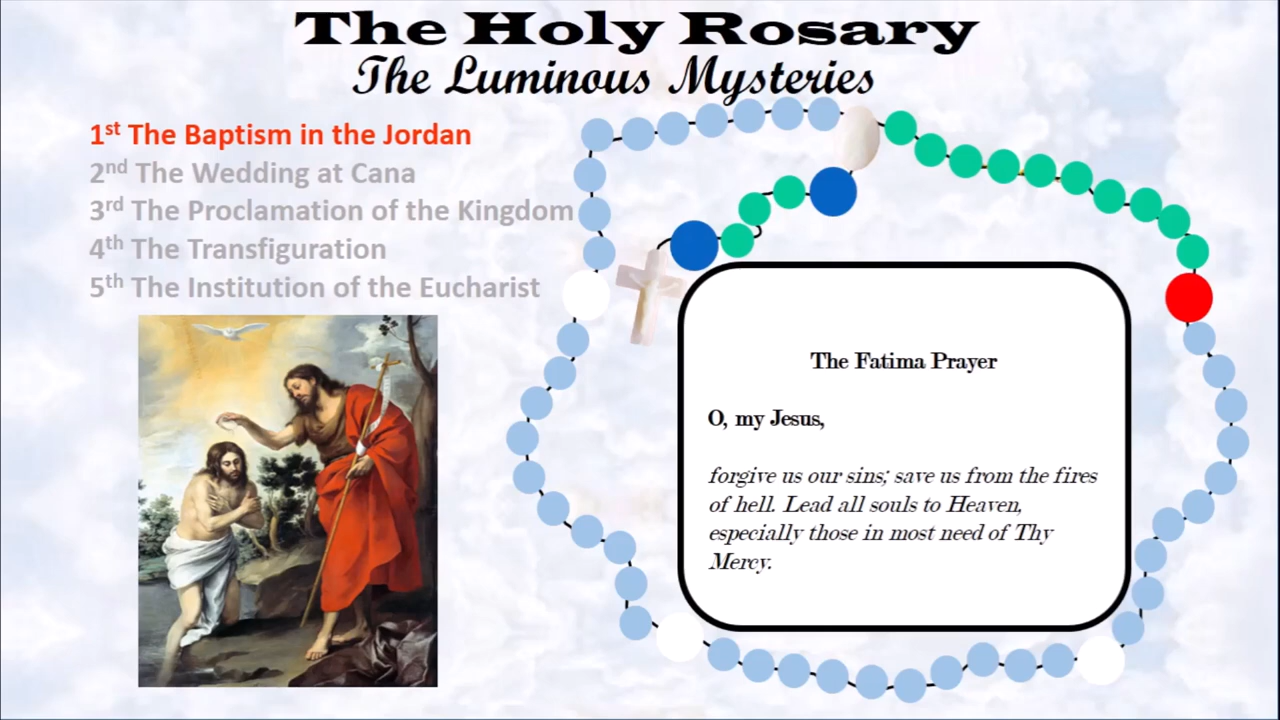 The Holy Rosary
The Luminous Mysteries
1st The Baptism in the Jordan
2nd The Wedding at Cana
3rd The Proclamation of the Kingdom
4th The Transfiguration
5th The Institution of the Eucharist
The Fatima Prayer
O, my Jesus,
forgive us our sins; save us from the fires
of hell. Lead all souls to Heaven,
especially those in most need of Thy
Mercy.